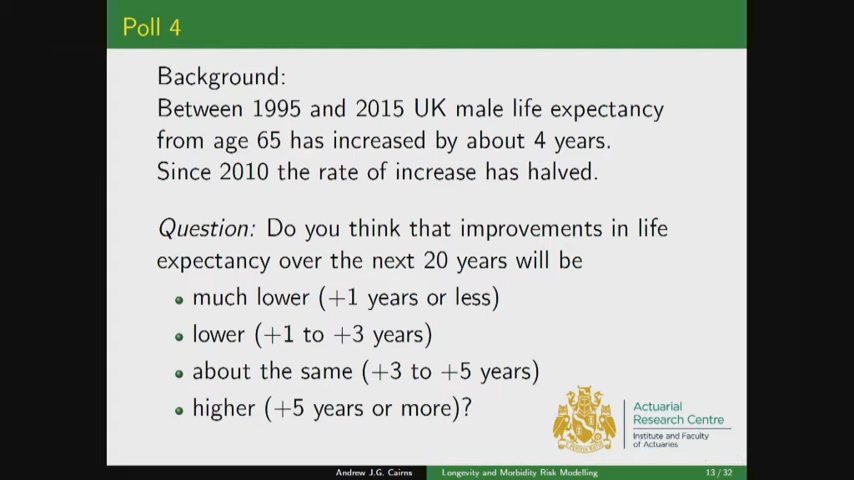 Poll 4
Background:
Between 1995 and 2015 UK male life expectancy
from age 65 has increased by about 4 years.
Since 2010 the rate of increase has halved.
Question: Do you think that improvements in life
expectancy over the next 20 years will be
much lower (+1 years or less)
lower (+1 to +3 years)
about the same (+3 to +5 years)
higher (+5 years or more)?
Actuarial
Research Centre
Institute and Faculty
of Actuaries
Andrew J.G. Cairns
Longevity and Morbidity Risk Modelling
13 / 32